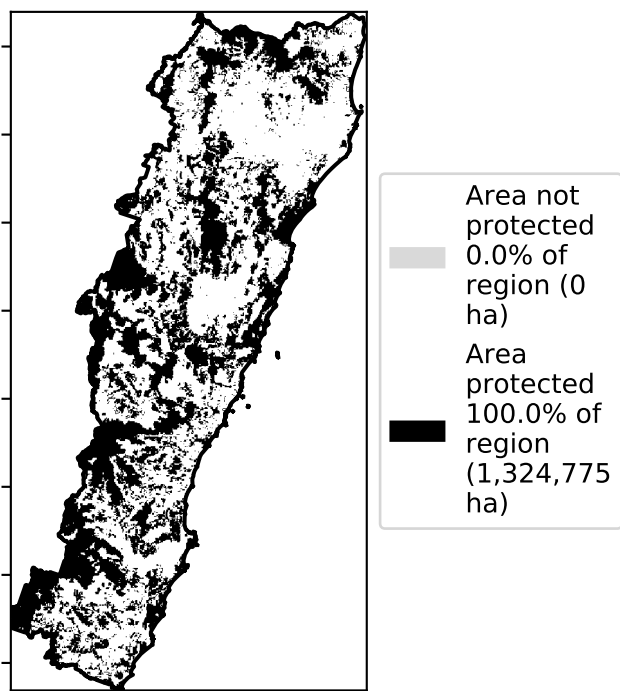 Area not
protected
0.0% of
region (0
ha)
Area
protected
100.0% of
region
(1,324,775
ha)